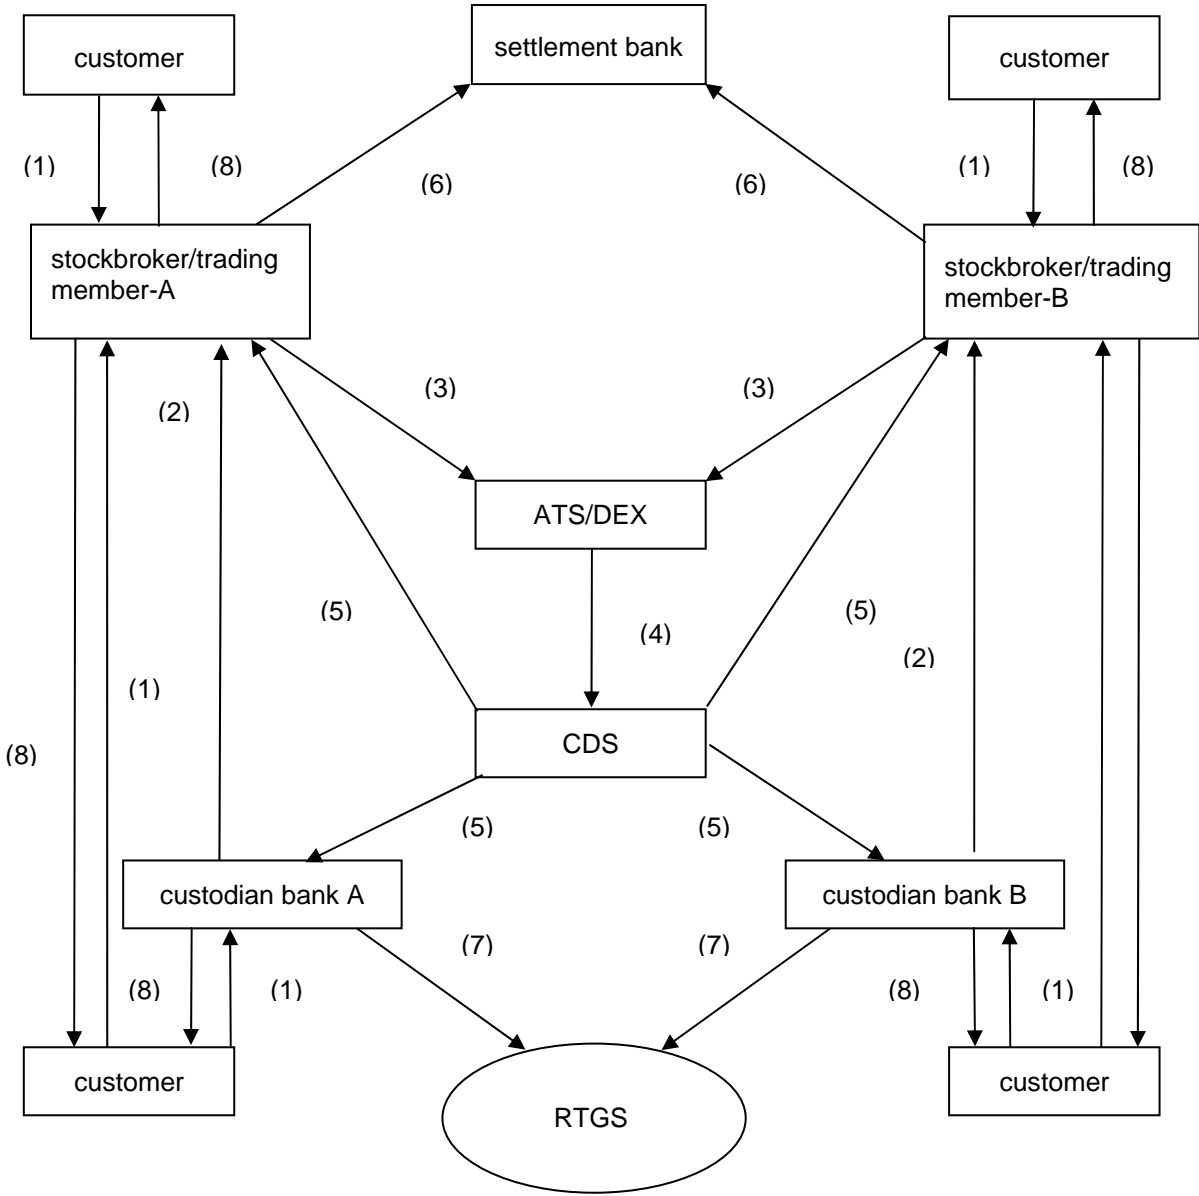 customer
settlement bank
customer
(1)
(8)
(6)
(6)
(1)
(8)
stockbroker/trading
member-A
stockbroker/trading
member-B
(2)
(3)
(3)
ATS/DEX
(5)
(4)
(5)
(2)
(1)
(8)
CDS
(5)
(5)
custodian bank A
custodian bank B
(8)
(1)
(7)
(7)
(8)
(1)
customer
customer
RTGS